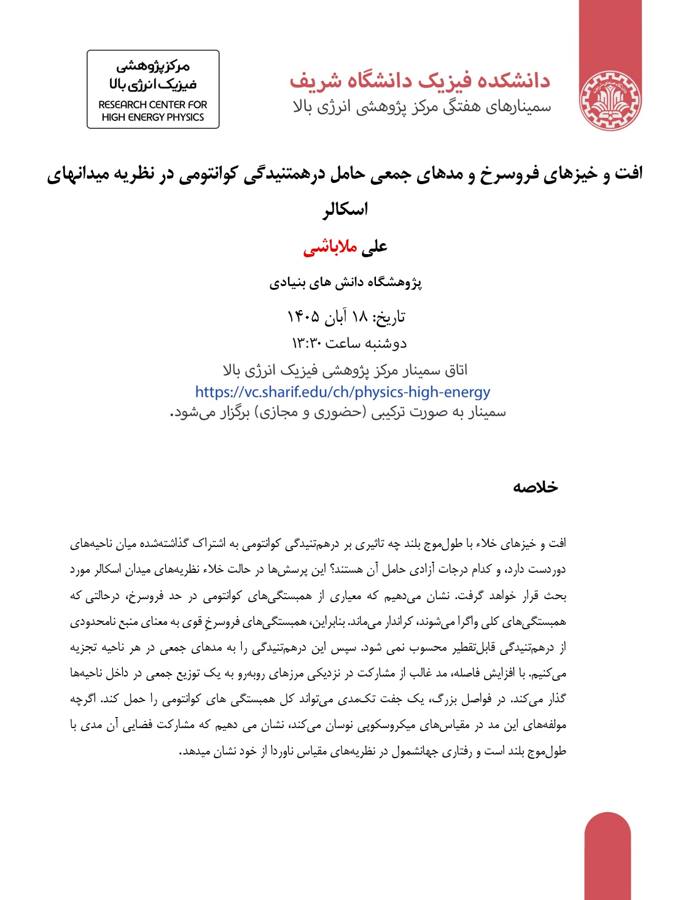 مرکز پژوهشی
فیزیک انرژی بالا
RESEARCH CENTER FOR
HIGH ENERGY PHYSICS
دانشکده فیزیک دانشگاه شریف
سمینارهای هفتگی مرکز پژوهشی انرژی بالا
افت و خیزهای فروسرخ و مدهای جمعی حامل درهمتنیدگی کوانتومی در نظریه میدانهای
اسکالر
علی ملاباشی
پژوهشگاه دانش های بنیادی
تاریخ: ۱۸ آبان ۱۴۰۵
دوشنبه ساعت ۱۳:۳۰
اتاق سمینار مرکز پژوهشی فیزیک انرژی بالا
https://vc.sharif.edu/ch/physics-high-energy
سمینار به صورت ترکیبی (حضوری و مجازی) برگزار می‌شود.
خلاصه
افت و خیزهای خلاء با طول‌موج بلند چه تاثیری بر درهم‌تنیدگی کوانتومی به اشتراک گذاشته‌شده میان ناحیه‌های
دوردست دارد، و کدام درجات آزادی حامل آن هستند؟ این پرسش‌ها در حالت خلاء نظریه‌های میدان اسکالر مورد
بحث قرار خواهد گرفت. نشان می‌دهیم که معیاری از همبستگی‌های کوانتومی در حد فروسرخ، درحالتی که
همبستگی‌های کلی واگرا می‌شوند، کراندار می‌ماند. بنابراین، همبستگی‌های فروسرخِ قوی به معنای منبع نامحدودی
از درهم‌تنیدگی قابل‌تقطیر محسوب نمی شود. سپس این درهم‌تنیدگی را به مدهای جمعی در هر ناحیه تجزیه
می‌کنیم. با افزایش فاصله، مد غالب از مشارکت در نزدیکی مرزهای روبه‌رو به یک توزیع جمعی در داخل ناحیه‌ها
گذار می‌کند. در فواصل بزرگ، یک جفت تک‌مدی می‌تواند کل همبستگی های کوانتومی را حمل کند. اگرچه
مولفه‌های این مد در مقیاس‌های میکروسکوپی نوسان می‌کند، نشان می دهیم که مشارکت فضایی آن مدی با
طول‌موج بلند است و رفتاری جهانشمول در نظریه‌های مقیاس ناوردا از خود نشان میدهد.